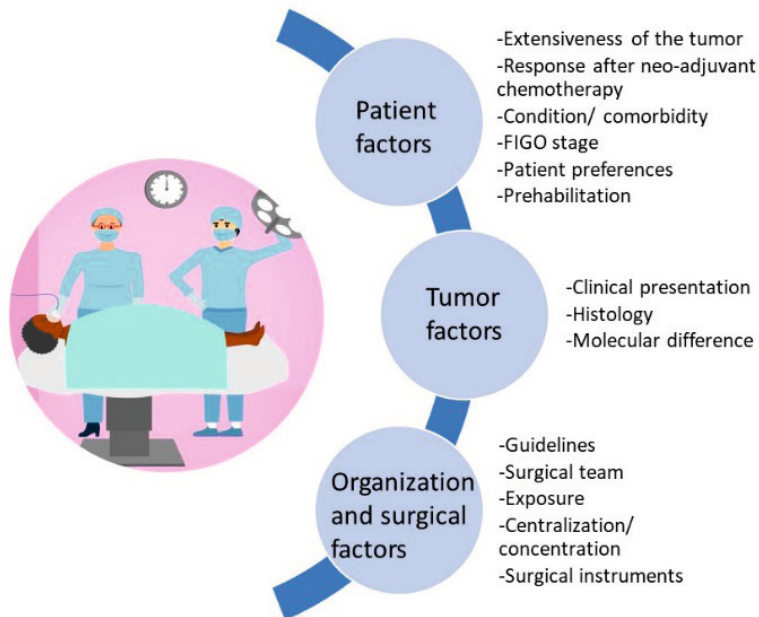 Patient
factors
-Extensiveness of the tumor
-Response after neo-adjuvant
chemotherapy
-Condition/ comorbidity
-FIGO stage
-Patient preferences
-Prehabilitation
Tumor
factors
-Clinical presentation
-Histology
-Molecular difference
Organization
and surgical
factors
-Guidelines
-Surgical team
-Exposure
-Centralization/
concentration
-Surgical instruments